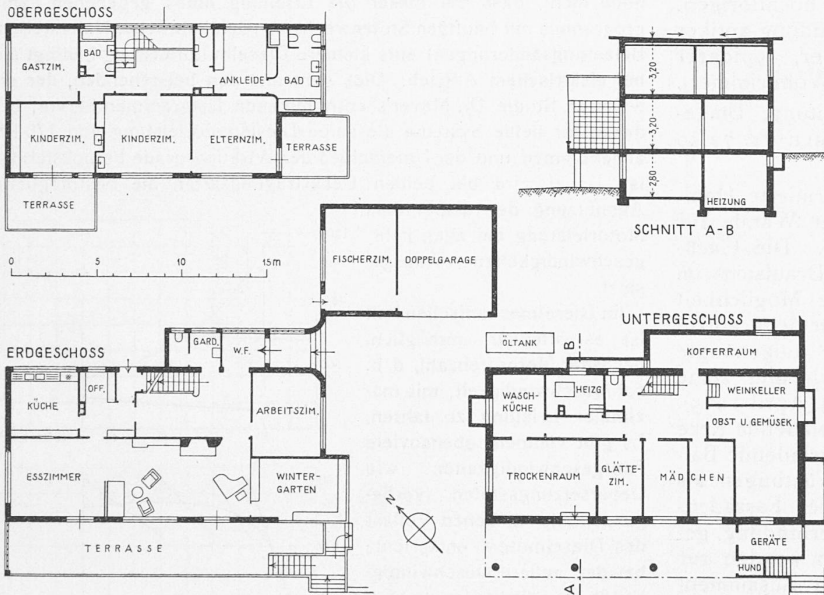 OBERGESCHOSS
GASTZIM.
BAD
ANKLEIDE
BAD
KINDERZIM.
KINDERZIM.
ELTERNZIM.
TERRASSE
TERRASSE
0 5 10 15m
3,20
3,20
2,80
HEIZUNG
SCHNITT A-B
FISCHERZIM.
DOPPELGARAGE
ERDGESCHOSS
GARD.
W.F.
KÜCHE
OFF.
ARBEITSZIM.
ESSZIMMER
WINTER-
GARTEN
TERRASSE
N
UNTERGESCHOSS
ÖLTANK
B
KOFFERRAUM
WASCH-
KÜCHE
HEIZG
WEINKELLER
OBST U.GEMÜSEK.
TROCKENRAUM
GLÄTTE-
ZIM.
MÄDCHEN
GERÄTE
HUND
A